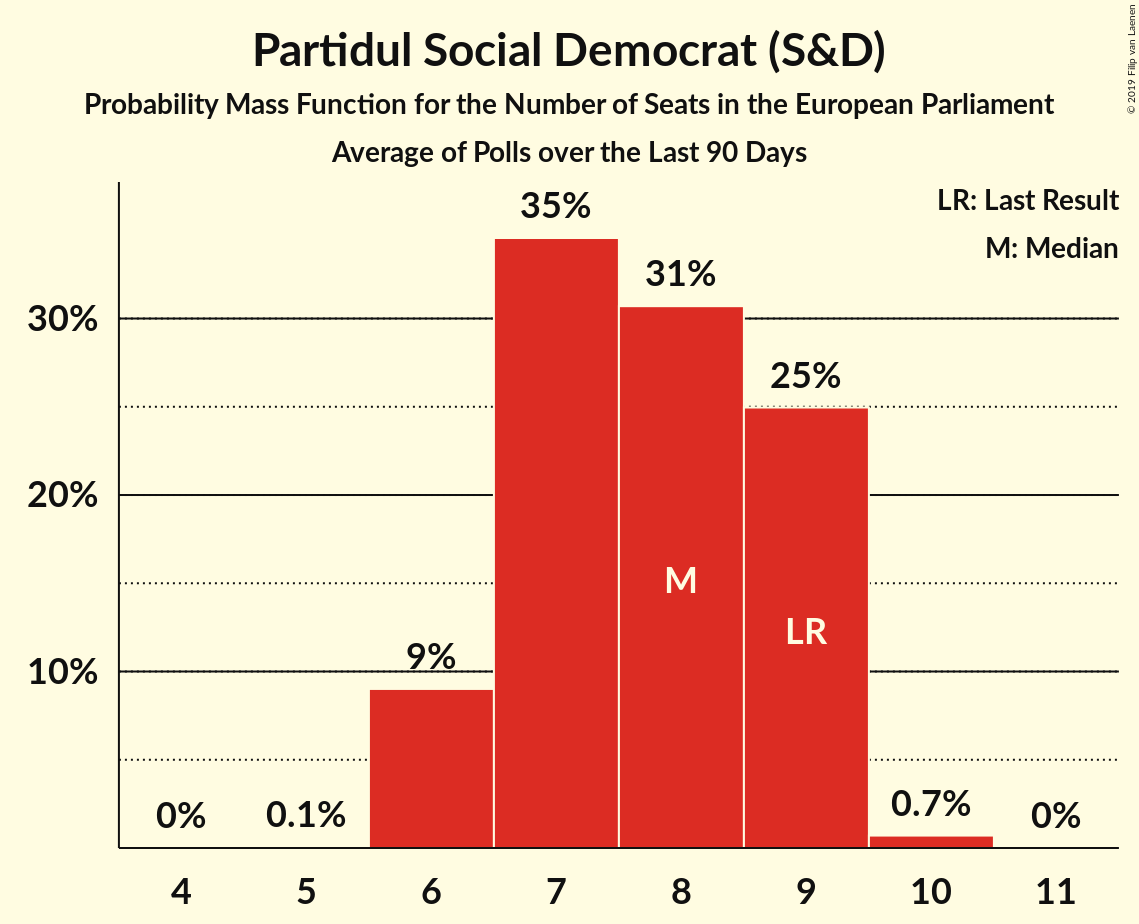 Partidul Social Democrat (S&D)
Probability Mass Function for the Number of Seats in the European Parliament
Average of Polls over the Last 90 Days
© 2019 Filip van Laenen
LR: Last Result
M: Median
35%
31%
30%
25%
20%
M
LR
9%
10%
0%
0.1%
0.7%
0%
4
5
6
7
8
9
10
11